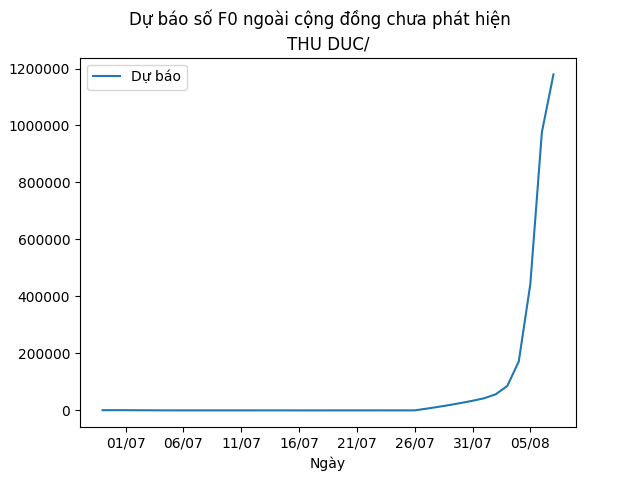 Dự báo số F0 ngoài cộng đồng chưa phát hiện
THU DUC/
Dự báo
1200000
1000000
800000
600000
400000
200000
0
01/07 06/07 11/07 16/07 21/07 26/07 31/07 05/08
Ngày